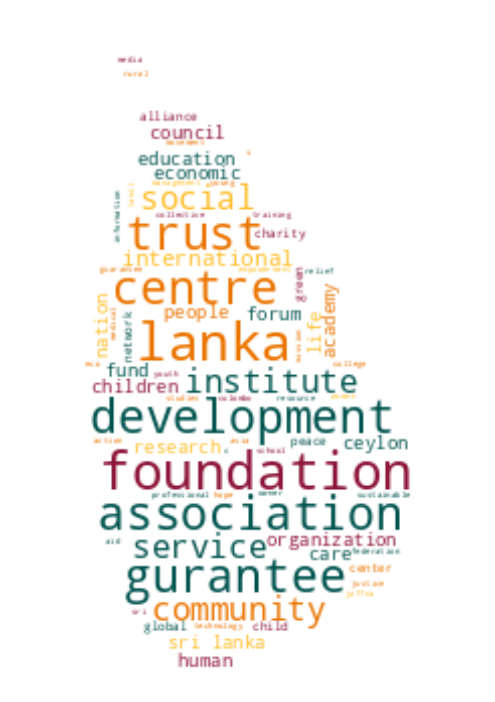 media
rural
alliance
council
movement
education
economic
management young
social
tamil
information
collective training
trust
charity
international
guarantee empowerment relief
centre
green
people forum
academy
nation
medical
network
life
lanka
mission
college
fund youth
children institute
studies colombo resource women
development
action asia peace ceylon
research
school
foundation
professional hope career sustainable
association
aid service organization
care federation
gurantee center
justice
jaffna
sri community
global technology child
sri lanka
human